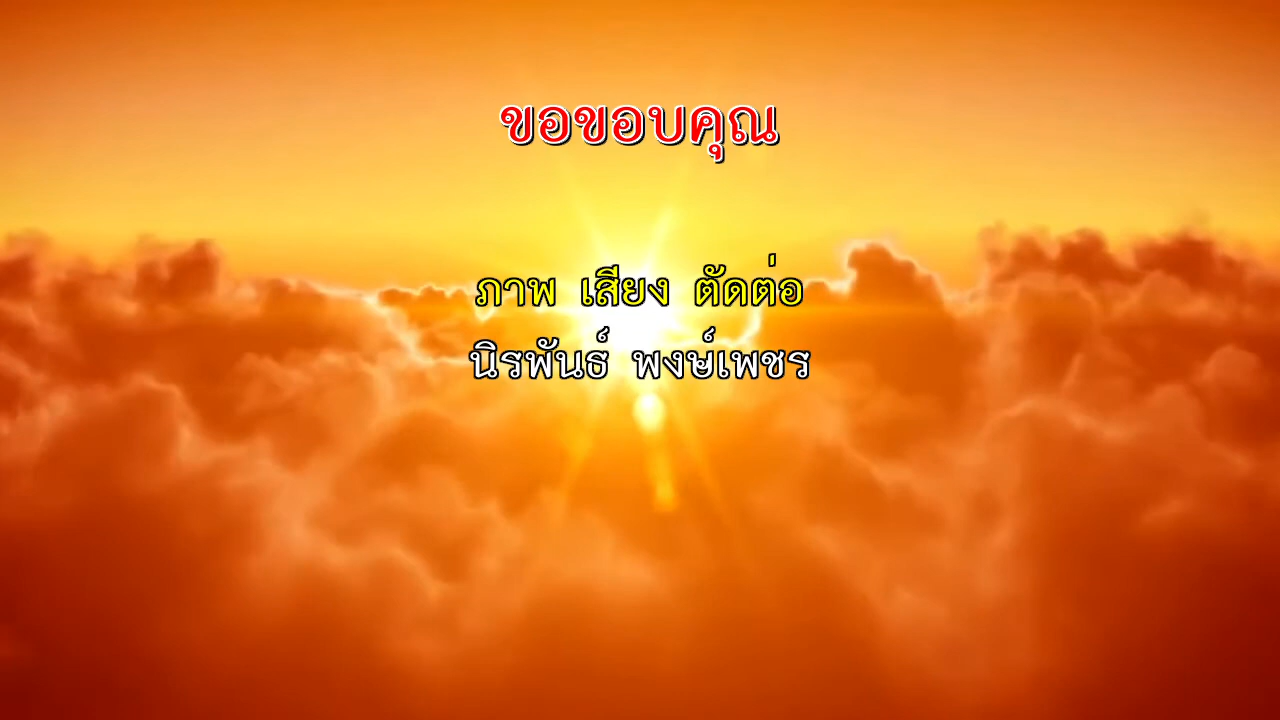 ขอขอบคุณ
ภาพ เสียง ตัดต่อ
นิรพันธ์ พงษ์เพชร